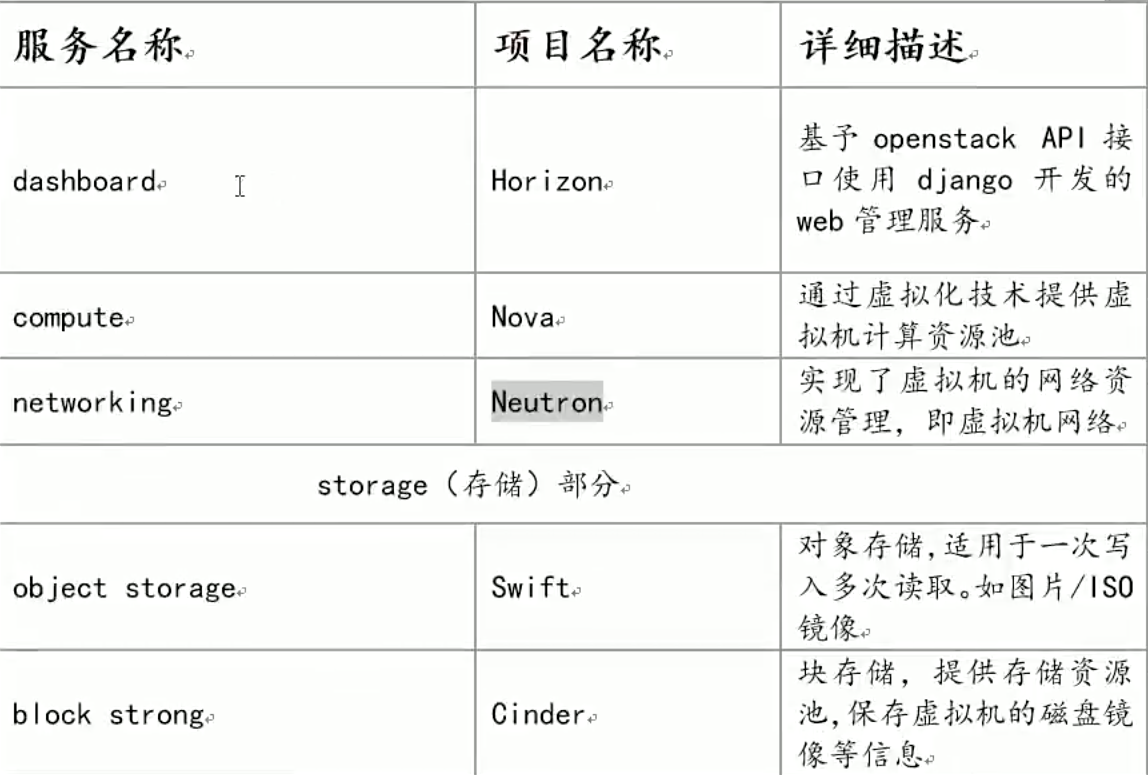 服务名称 项目名称 详细描述
dashboard Horizon
基予 openstack API 接
口使用 django 开发的
web 管理服务
compute Nova
通过虚拟化技术提供虚
拟机计算资源池
networking Neutron
实现了虚拟机的网络资
源管理，即虚拟机网络
storage（存储）部分
object storage Swift
对象存储,适用于一次写
入多次读取。如图片/ISO
镜像
block strong Cinder
块存储，提供存储资源
池,保存虚拟机的磁盘镜
像等信息